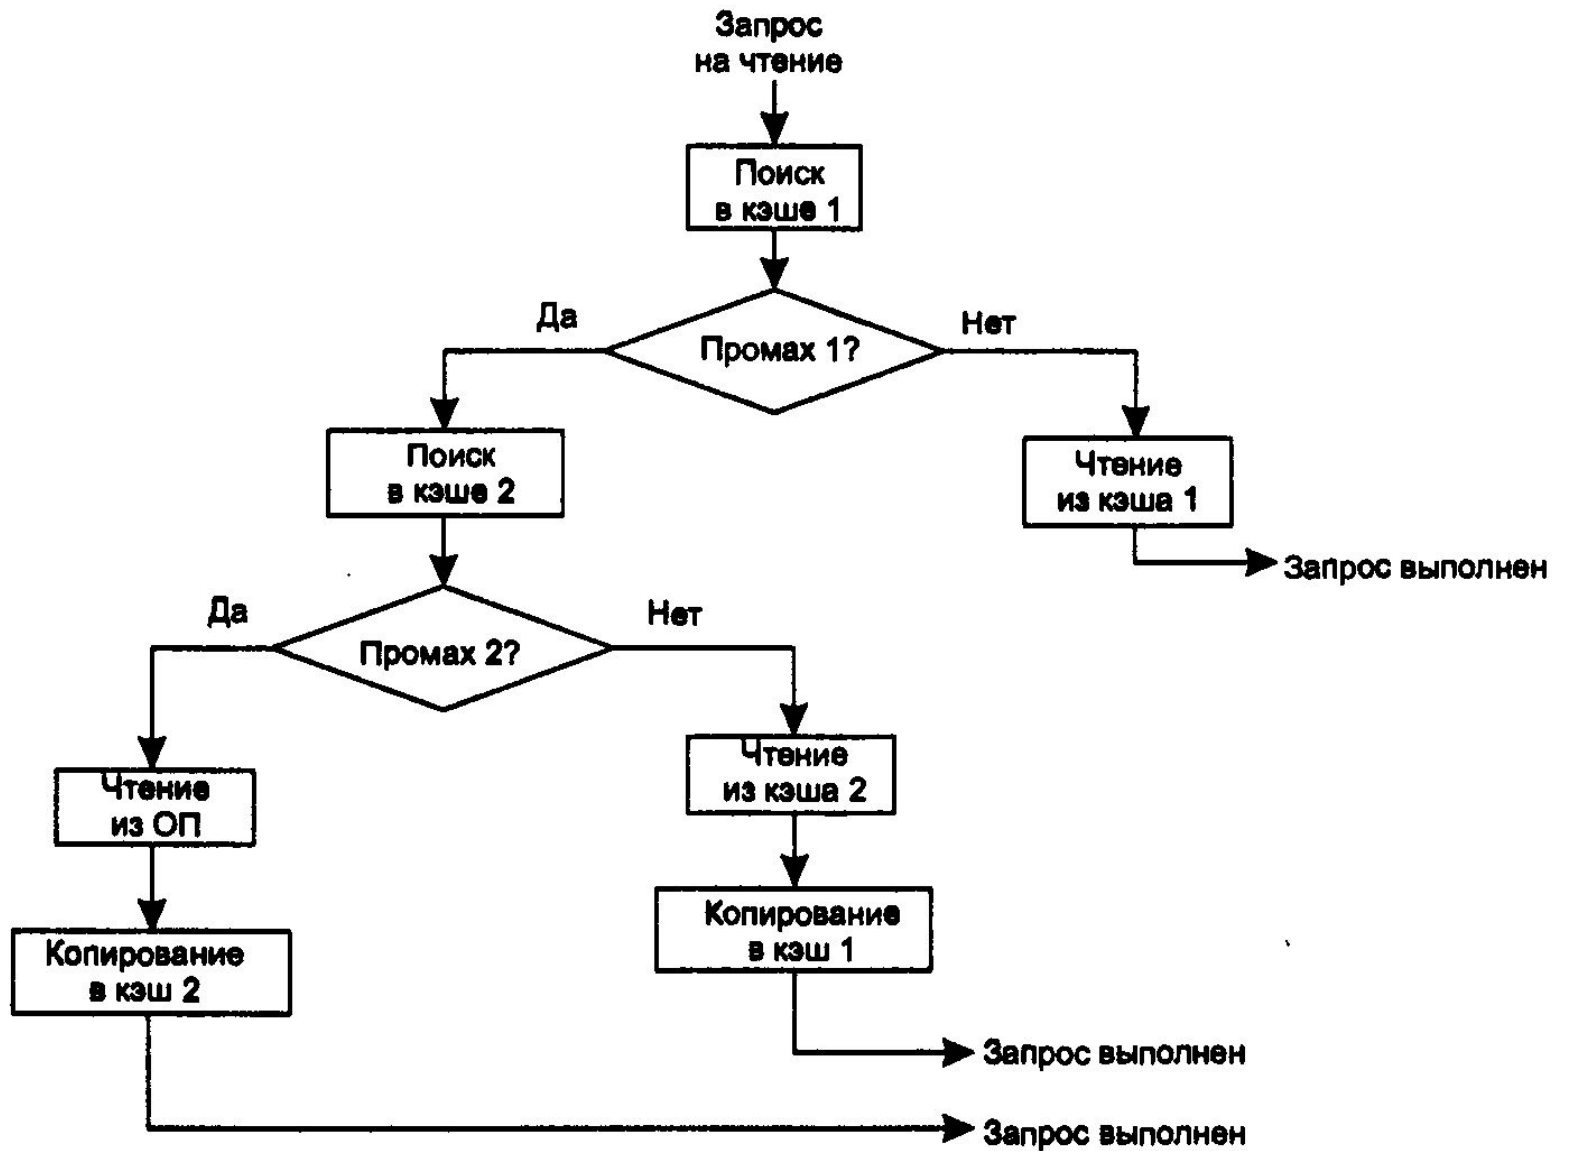 Запрос
на чтение
Поиск
в кэше 1
Да
Нет
Промах 1?
Поиск
в кэше 2
Чтение
из кэша 1
Запрос выполнен
Да
Нет
Промах 2?
Чтение
из кэша 2
Чтение
из ОП
Копирование
в кэш 1
Копирование
в кэш 2
Запрос выполнен
Запрос выполнен